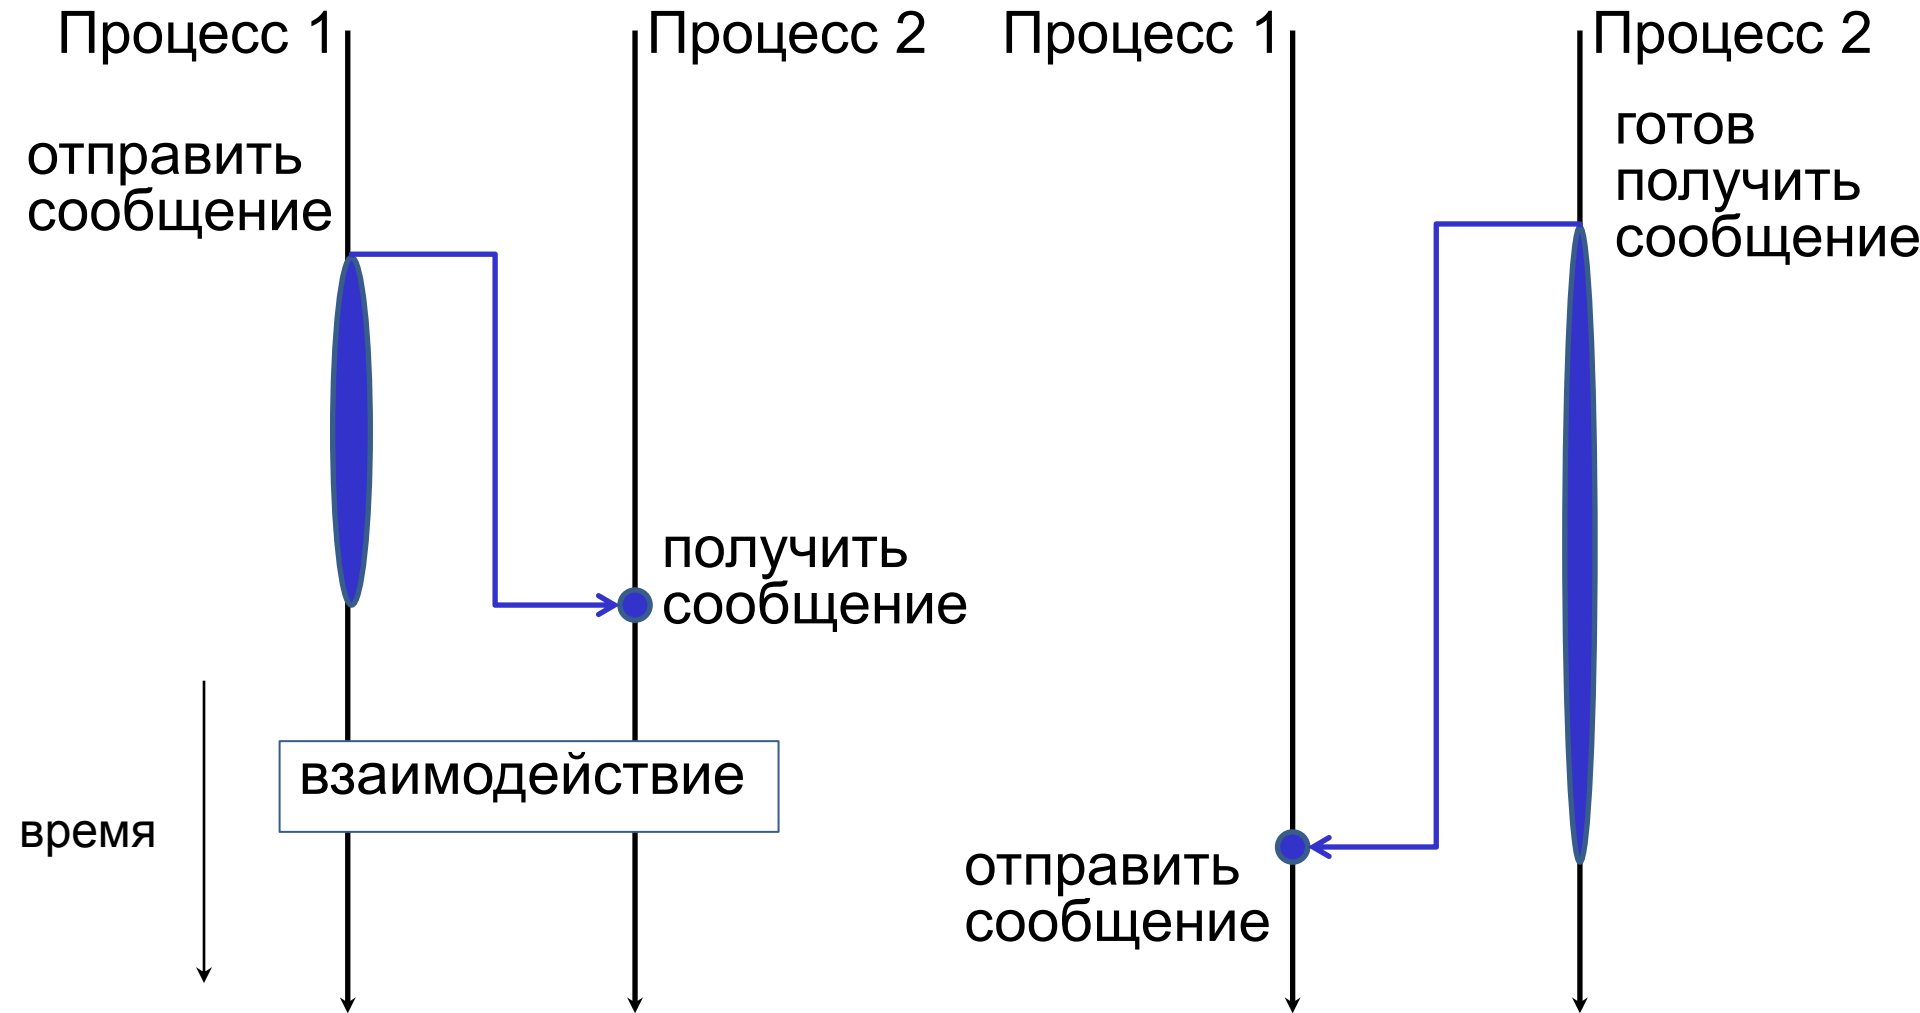 Процесс 1
Процесс 2
отправить
сообщение
получить
сообщение
взаимодействие
время
Процесс 1
Процесс 2
готов
получить
сообщение
отправить
сообщение